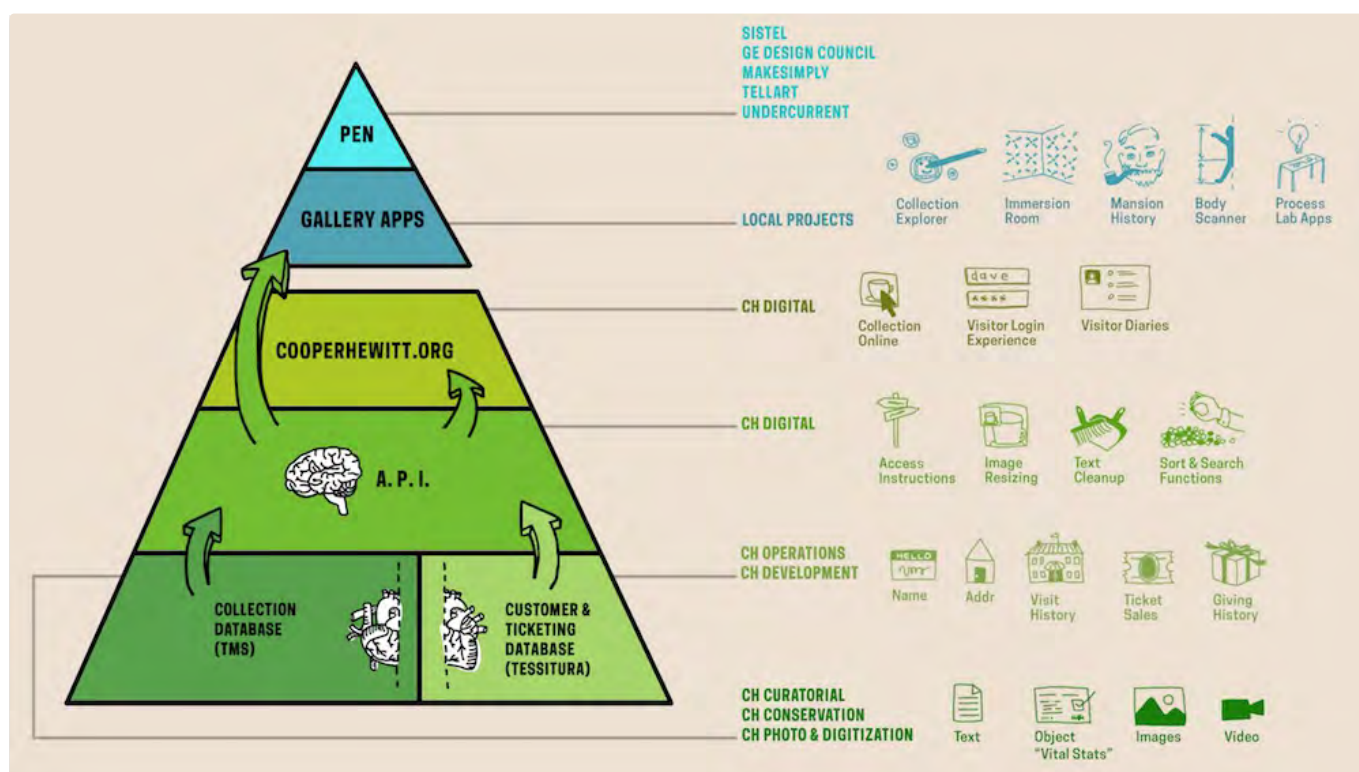 PEN
GALLERY APPS
COOPERHEWITT.ORG
A. P. I.
COLLECTION
DATABASE
(TMS)
CUSTOMER &
TICKETING
DATABASE
(TESSITURA)
SISTEL
GE DESIGN COUNCIL
MAKESIMPLY
TELLART
UNDERCURRENT
LOCAL PROJECTS
Collection
Explorer
Immersion
Room
Mansion
History
Body
Scanner
Process
Lab Apps
CH DIGITAL
Collection
Online
dave
****
Visitor Login
Experience
Visitor Diaries
CH DIGITAL
Access
Instructions
Image
Resizing
Text
Cleanup
Sort & Search
Functions
CH OPERATIONS
CH DEVELOPMENT
HELLO
Name
Addr
Visit
History
Ticket
Sales
Giving
History
CH CURATORIAL
CH CONSERVATION
CH PHOTO & DIGITIZATION
Text
Object
"Vital Stats"
Images
Video